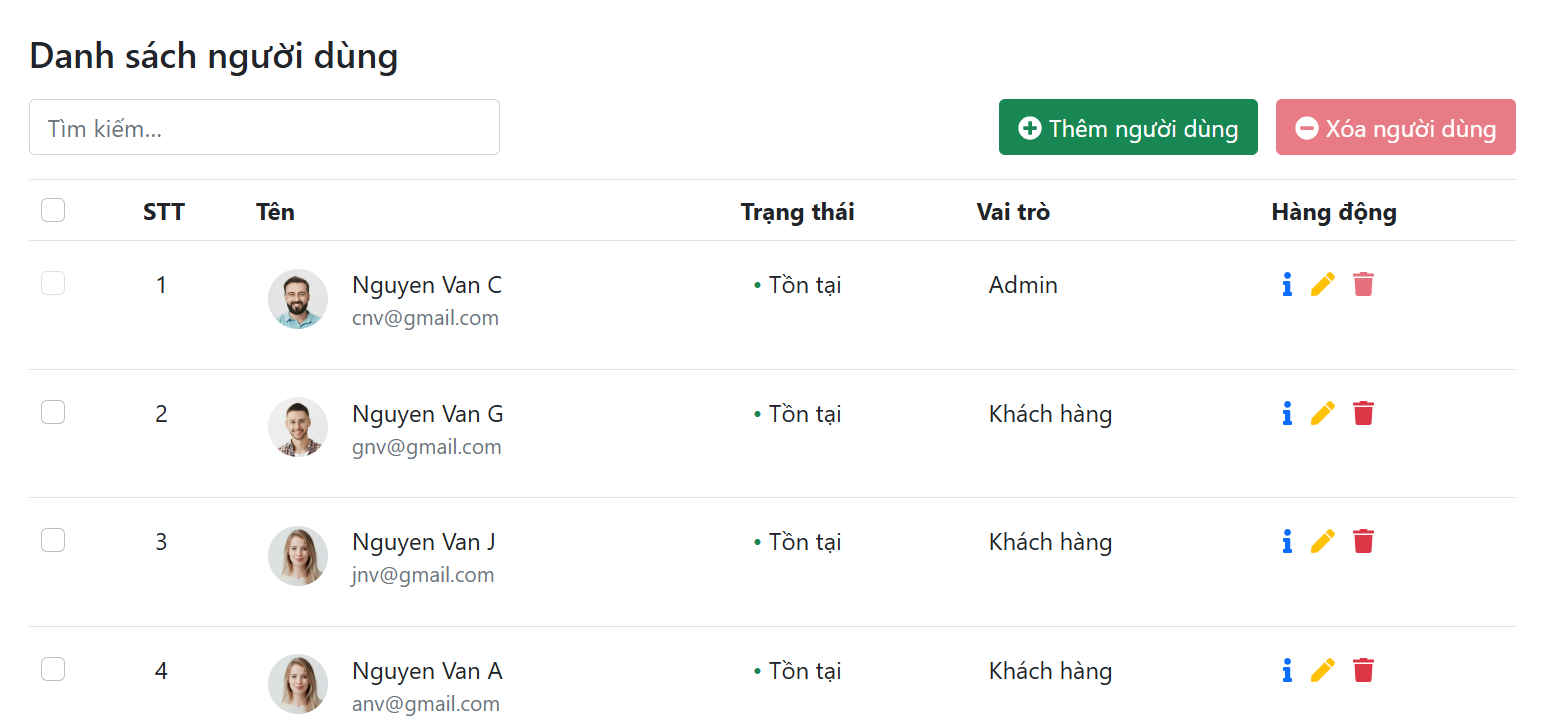 Danh sách người dùng
Tìm kiếm...
Thêm người dùng
Xóa người dùng
STT Tên Trạng thái Vai trò Hàng động
1 Nguyen Van C • Tồn tại Admin
cnv@gmail.com
2 Nguyen Van G • Tồn tại Khách hàng
gnv@gmail.com
3 Nguyen Van J • Tồn tại Khách hàng
jnv@gmail.com
4 Nguyen Van A • Tồn tại Khách hàng
anv@gmail.com